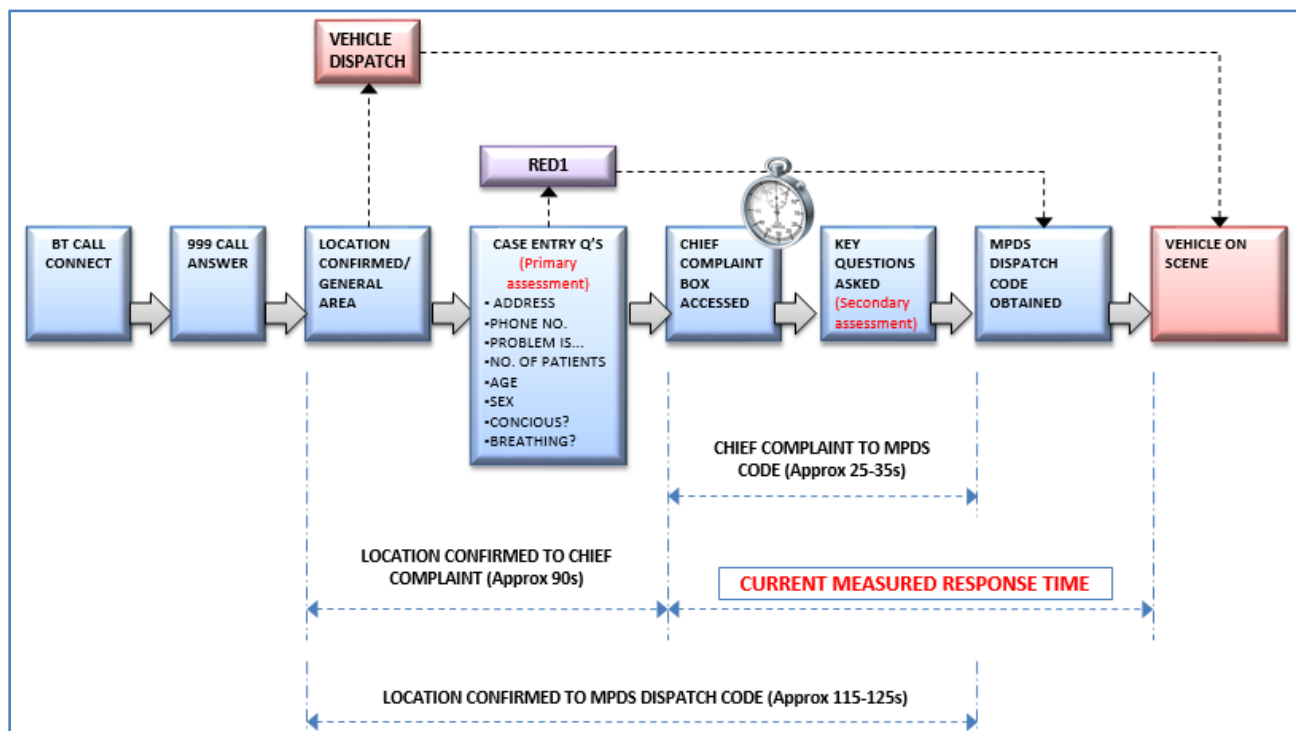 VEHICLE
DISPATCH
RED1
BT CALL
CONNECT
999 CALL
ANSWER
LOCATION
CONFIRMED/
GENERAL
AREA
CASE ENTRY Q'S
(Primary
assessment)
• ADDRESS
•PHONE NO.
•PROBLEM IS...
•NO. OF PATIENTS
•AGE
•SEX
•CONCIOUS?
•BREATHING?
CHIEF
COMPLAINT
BOX
ACCESSED
KEY
QUESTIONS
ASKED
(Secondary
assessment)
MPDS
DISPATCH
CODE
OBTAINED
VEHICLE ON
SCENE
CHIEF COMPLAINT TO MPDS
CODE (Approx 25-35s)
LOCATION CONFIRMED TO CHIEF
COMPLAINT (Approx 90s)
CURRENT MEASURED RESPONSE TIME
LOCATION CONFIRMED TO MPDS DISPATCH CODE (Approx 115-125s)